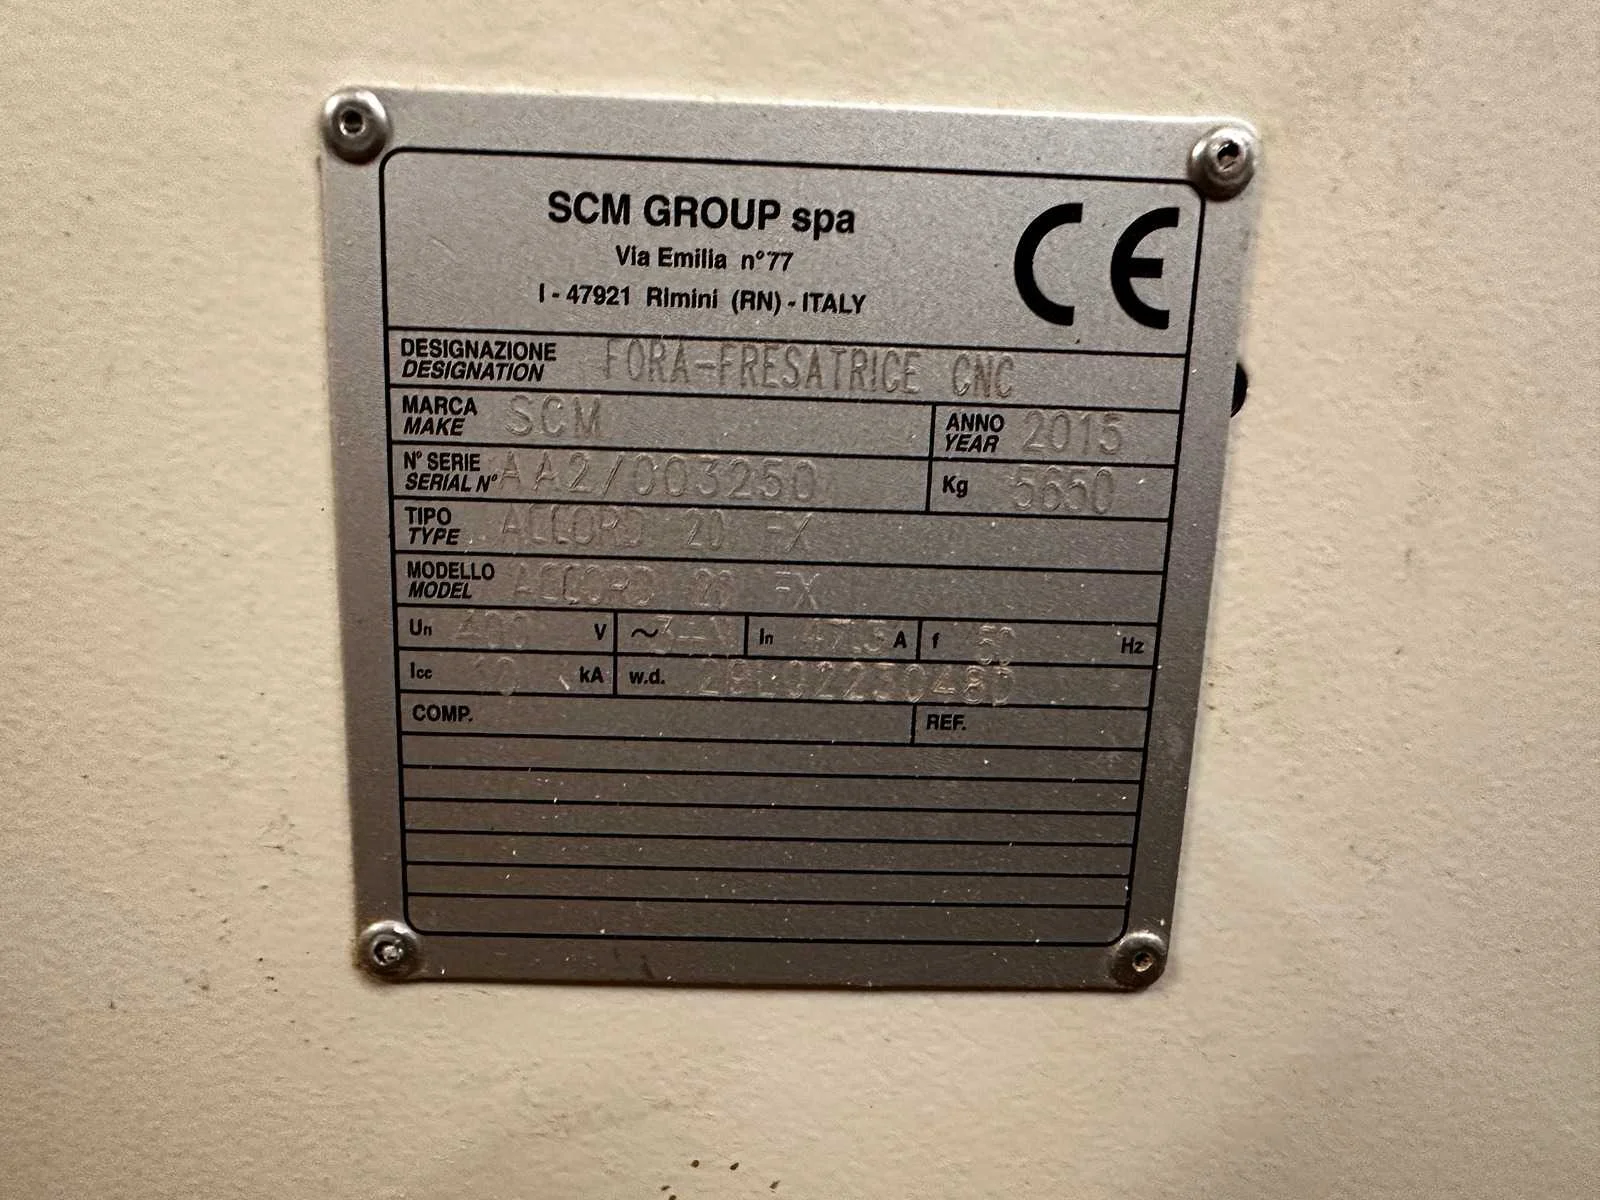 SCM GROUP spa
Via Emilia n°77
I - 47921 Rimini (RN) - ITALY
CE
DESIGNAZIONE FORA-FRESATRICE CNC
DESIGNATION
MARCA SCM ANNO 2015
MAKE YEAR
N° SERIE AA2/003250 Kg 5650
SERIAL N°
TIPO ACCORD 20 FX
TYPE
MODELLO ACCORD 20 FX
MODEL
Un 400 V ~ In A f 50 Hz
Icc 10 kA w.d.
COMP. REF.